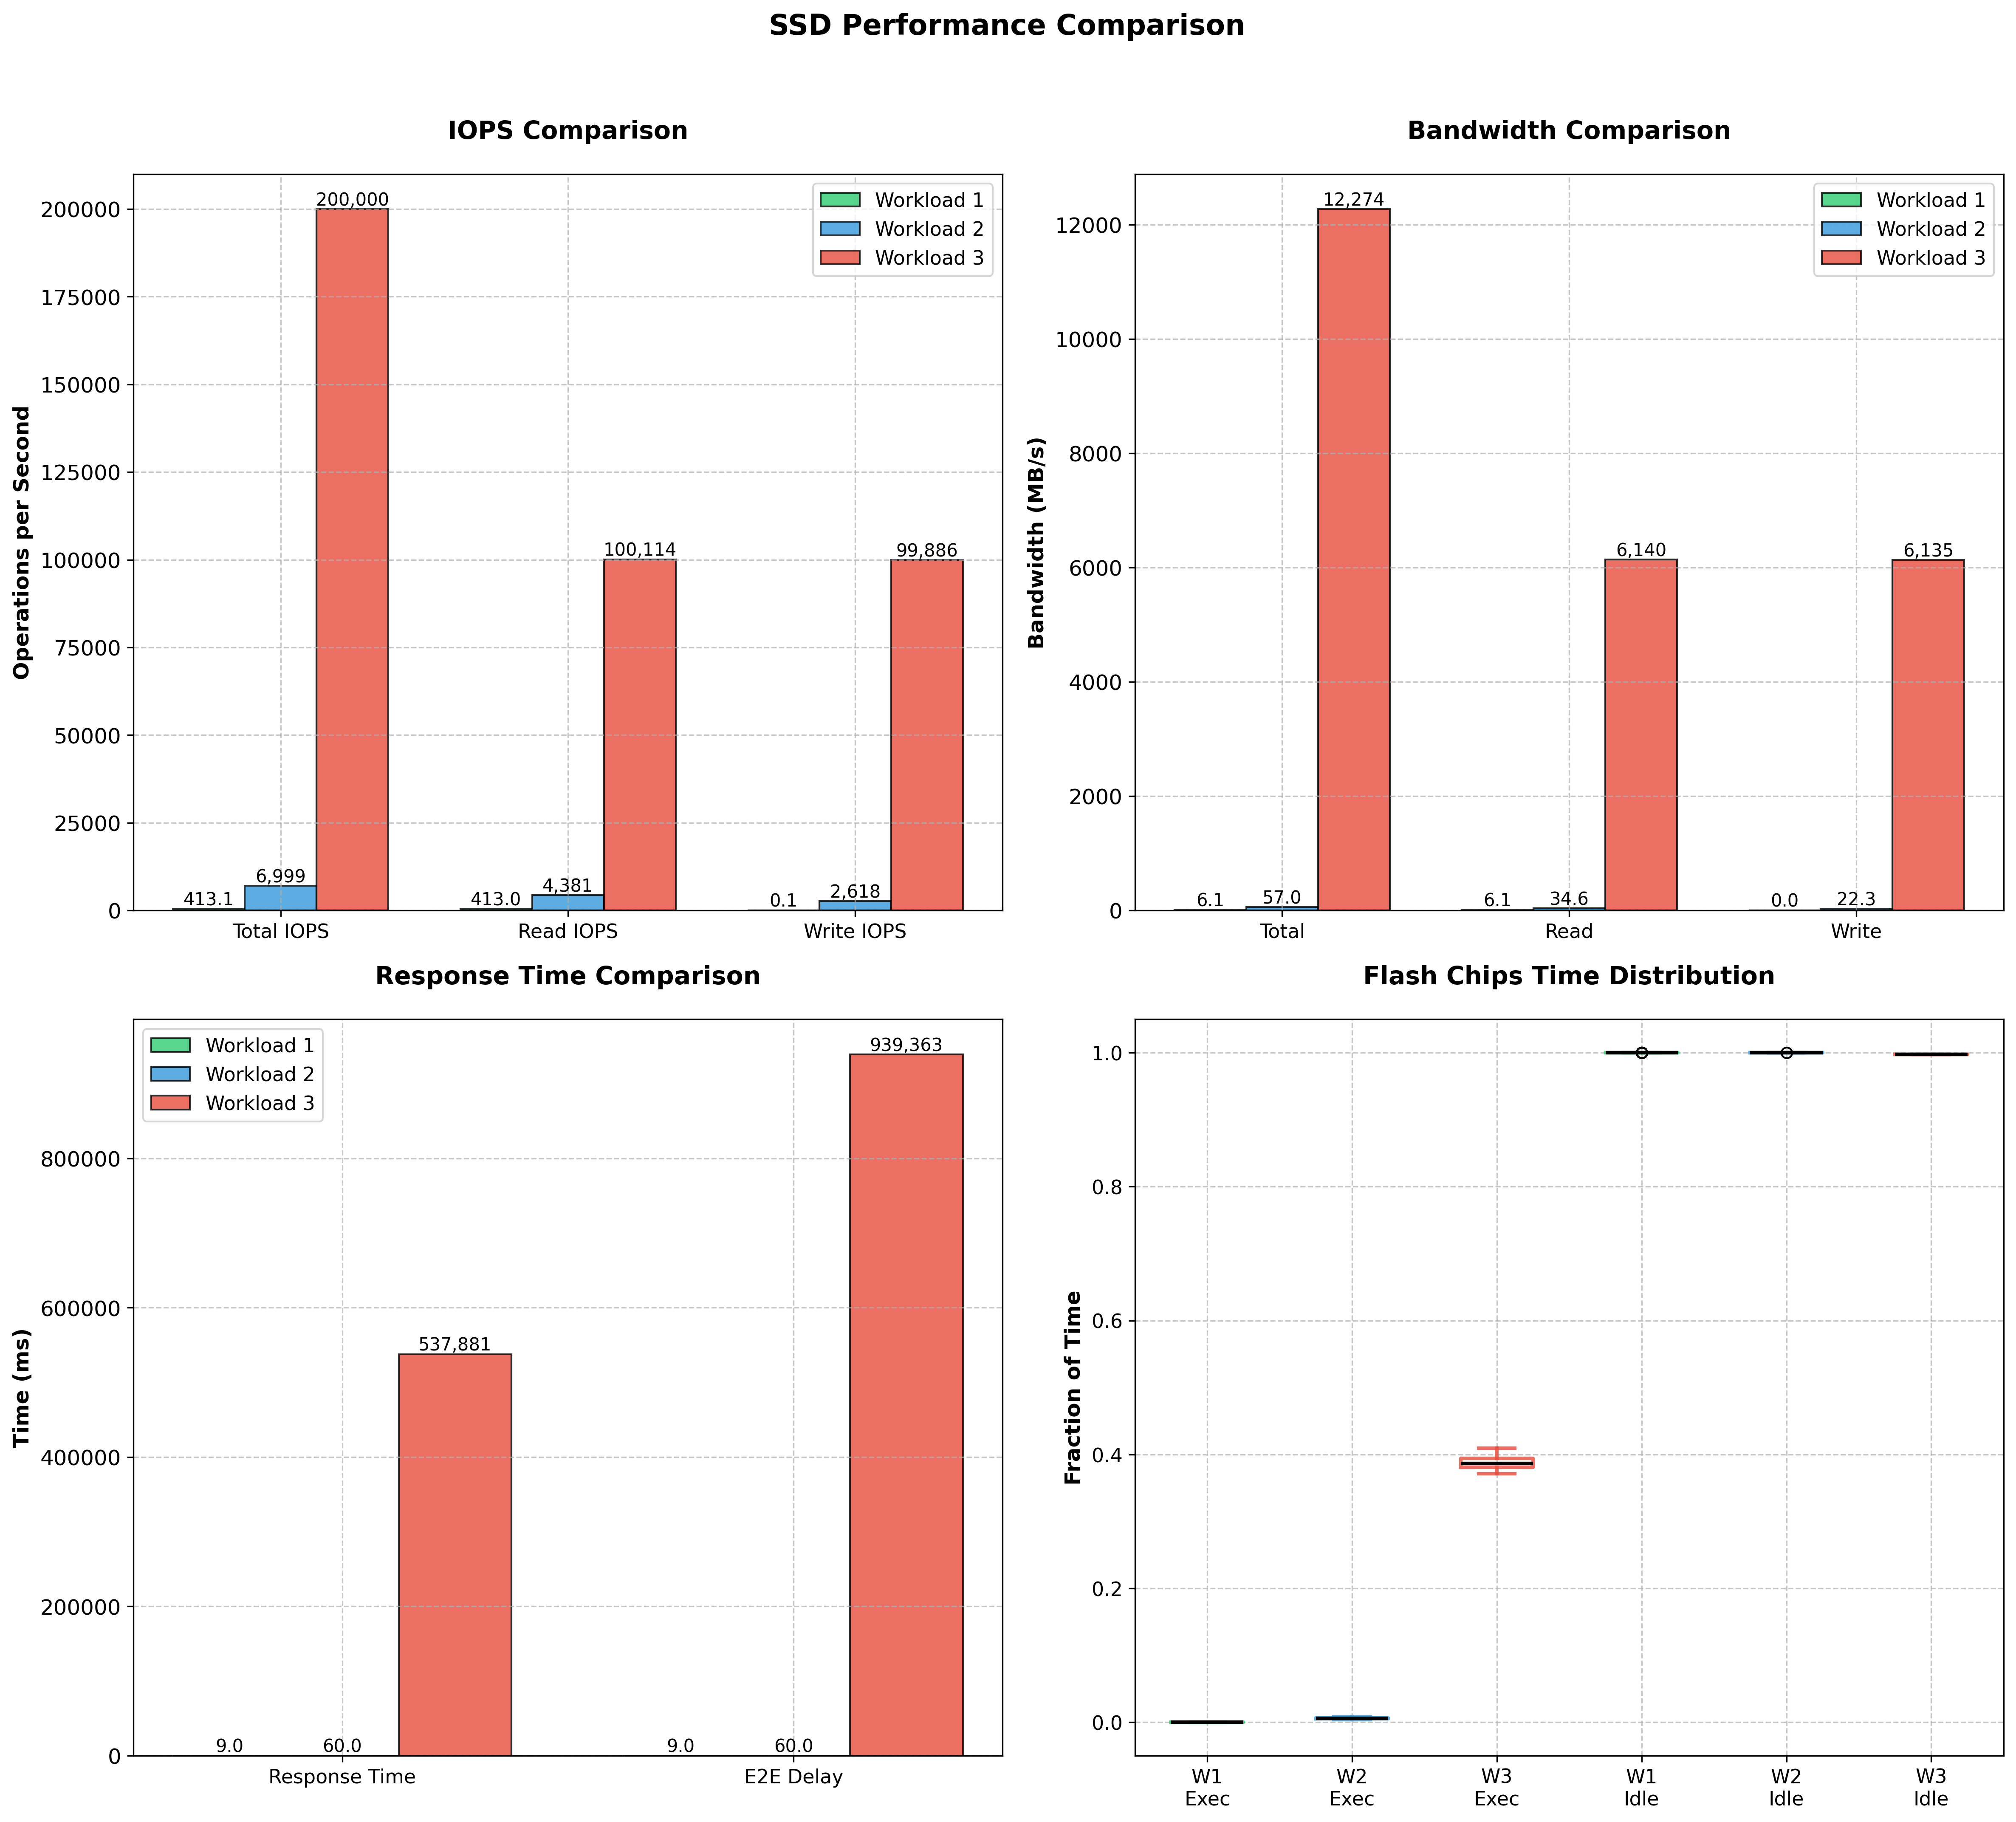 SSD Performance Comparison
IOPS Comparison
Operations per Second
200000
175000
150000
125000
100000
75000
50000
25000
0
Workload 1
Workload 2
Workload 3
413.1
6,999
200,000
413.0
4,381
100,114
0.1
2,618
99,886
Total IOPS
Read IOPS
Write IOPS
Bandwidth Comparison
Bandwidth (MB/s)
12000
10000
8000
6000
4000
2000
0
Workload 1
Workload 2
Workload 3
6.1
57.0
12,274
6.1
34.6
6,140
0.0
22.3
6,135
Total
Read
Write
Response Time Comparison
Time (ms)
800000
600000
400000
200000
0
Workload 1
Workload 2
Workload 3
9.0
60.0
537,881
9.0
60.0
939,363
Response Time
E2E Delay
Flash Chips Time Distribution
Fraction of Time
1.0
0.8
0.6
0.4
0.2
0.0
W1
Exec
W2
Exec
W3
Exec
W1
Idle
W2
Idle
W3
Idle